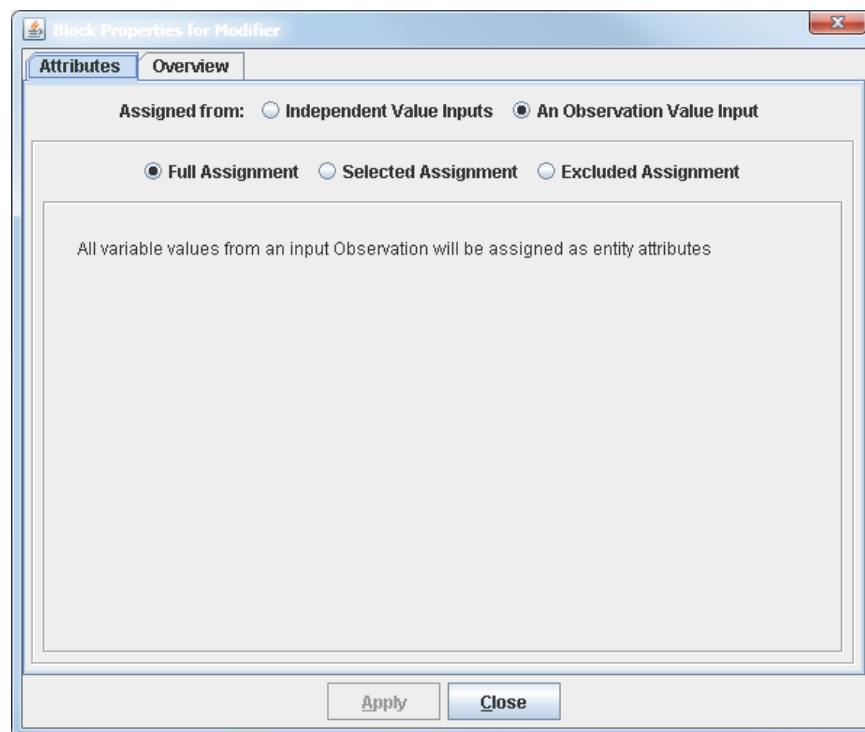 Block Properties for Modifier
Attributes Overview
Assigned from: Independent Value Inputs An Observation Value Input
Full Assignment Selected Assignment Excluded Assignment
All variable values from an input Observation will be assigned as entity attributes
Apply Close